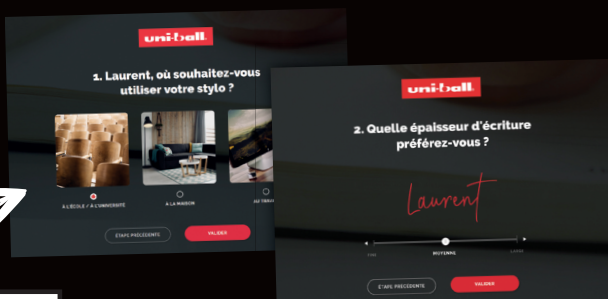 uni-ball
1. Laurent, où souhaitez-vous
utiliser votre stylo ?
À L'ÉCOLE / À L'UNIVERSITÉ
À LA MAISON
AU
ÉTAPE PRÉCÉDENTE
VALIDER
uni-ball
2. Quelle épaisseur d'écriture
préférez-vous ?
Laurent
MOYENNE
ÉTAPE PRÉCÉDENTE
VALIDER